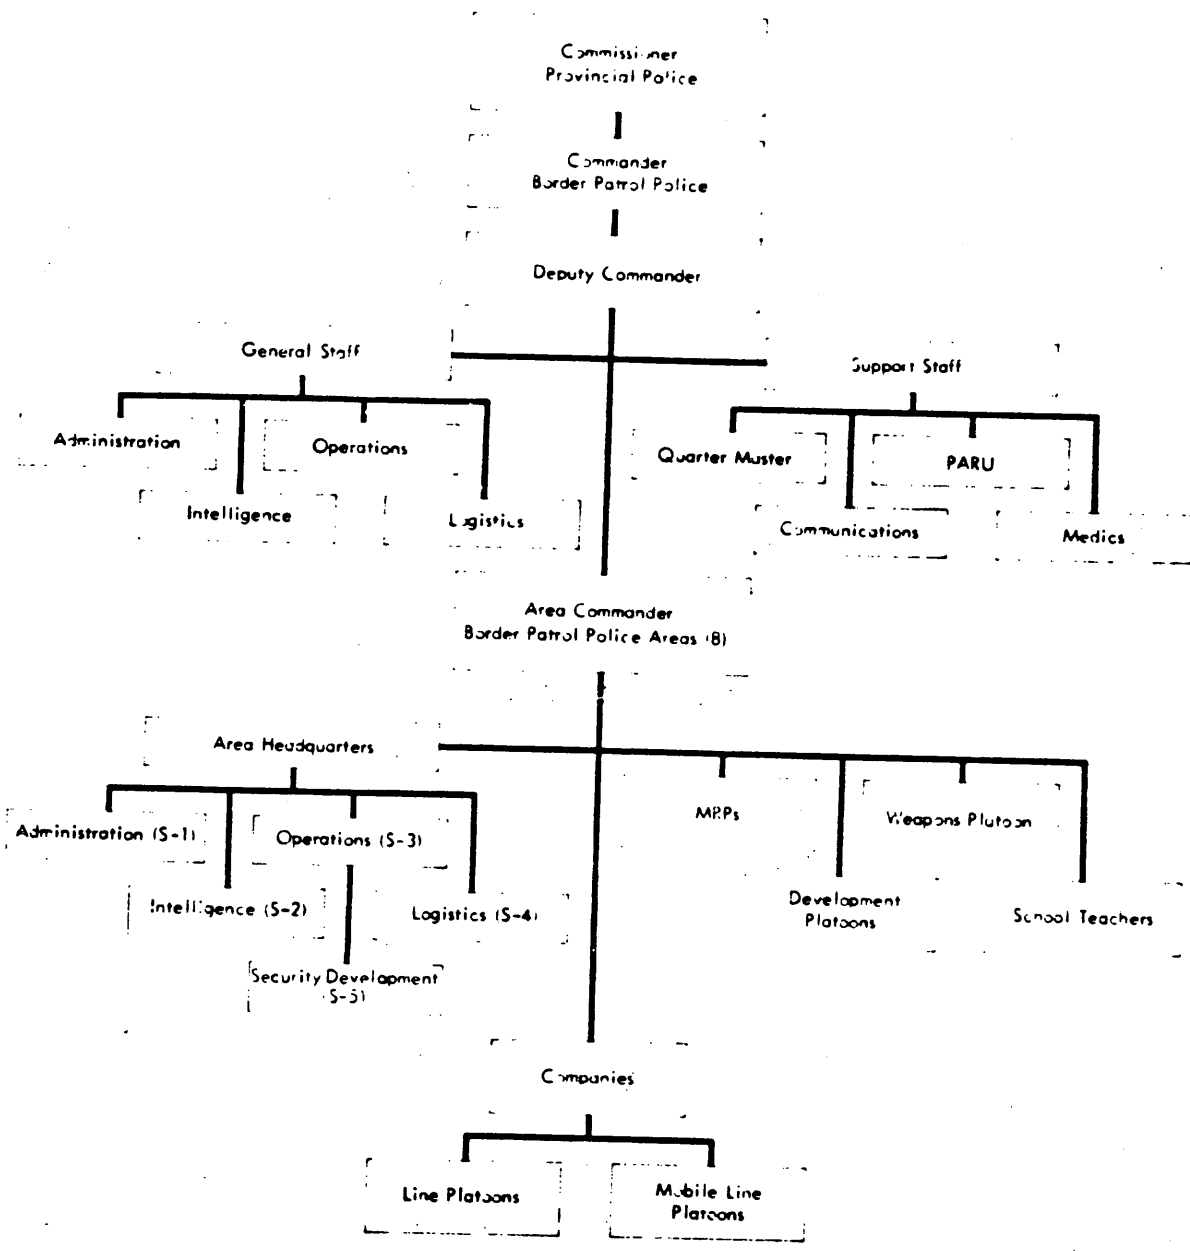 Commissioner
Provincial Police
Commander
Border Patrol Police
Deputy Commander
General Staff
Support Staff
Administration
Operations
Intelligence
Logistics
Quarter Muster
PARU
Communications
Medics
Area Commander
Border Patrol Police Areas (8)
Area Headquarters
Administration (S-1)
Operations (S-3)
Intelligence (S-2)
Logistics (S-4)
Security Development
(S-5)
MRPs
Weapons Platoon
Development
Platoons
School Teachers
Companies
Line Platoons
Mobile Line
Platoons